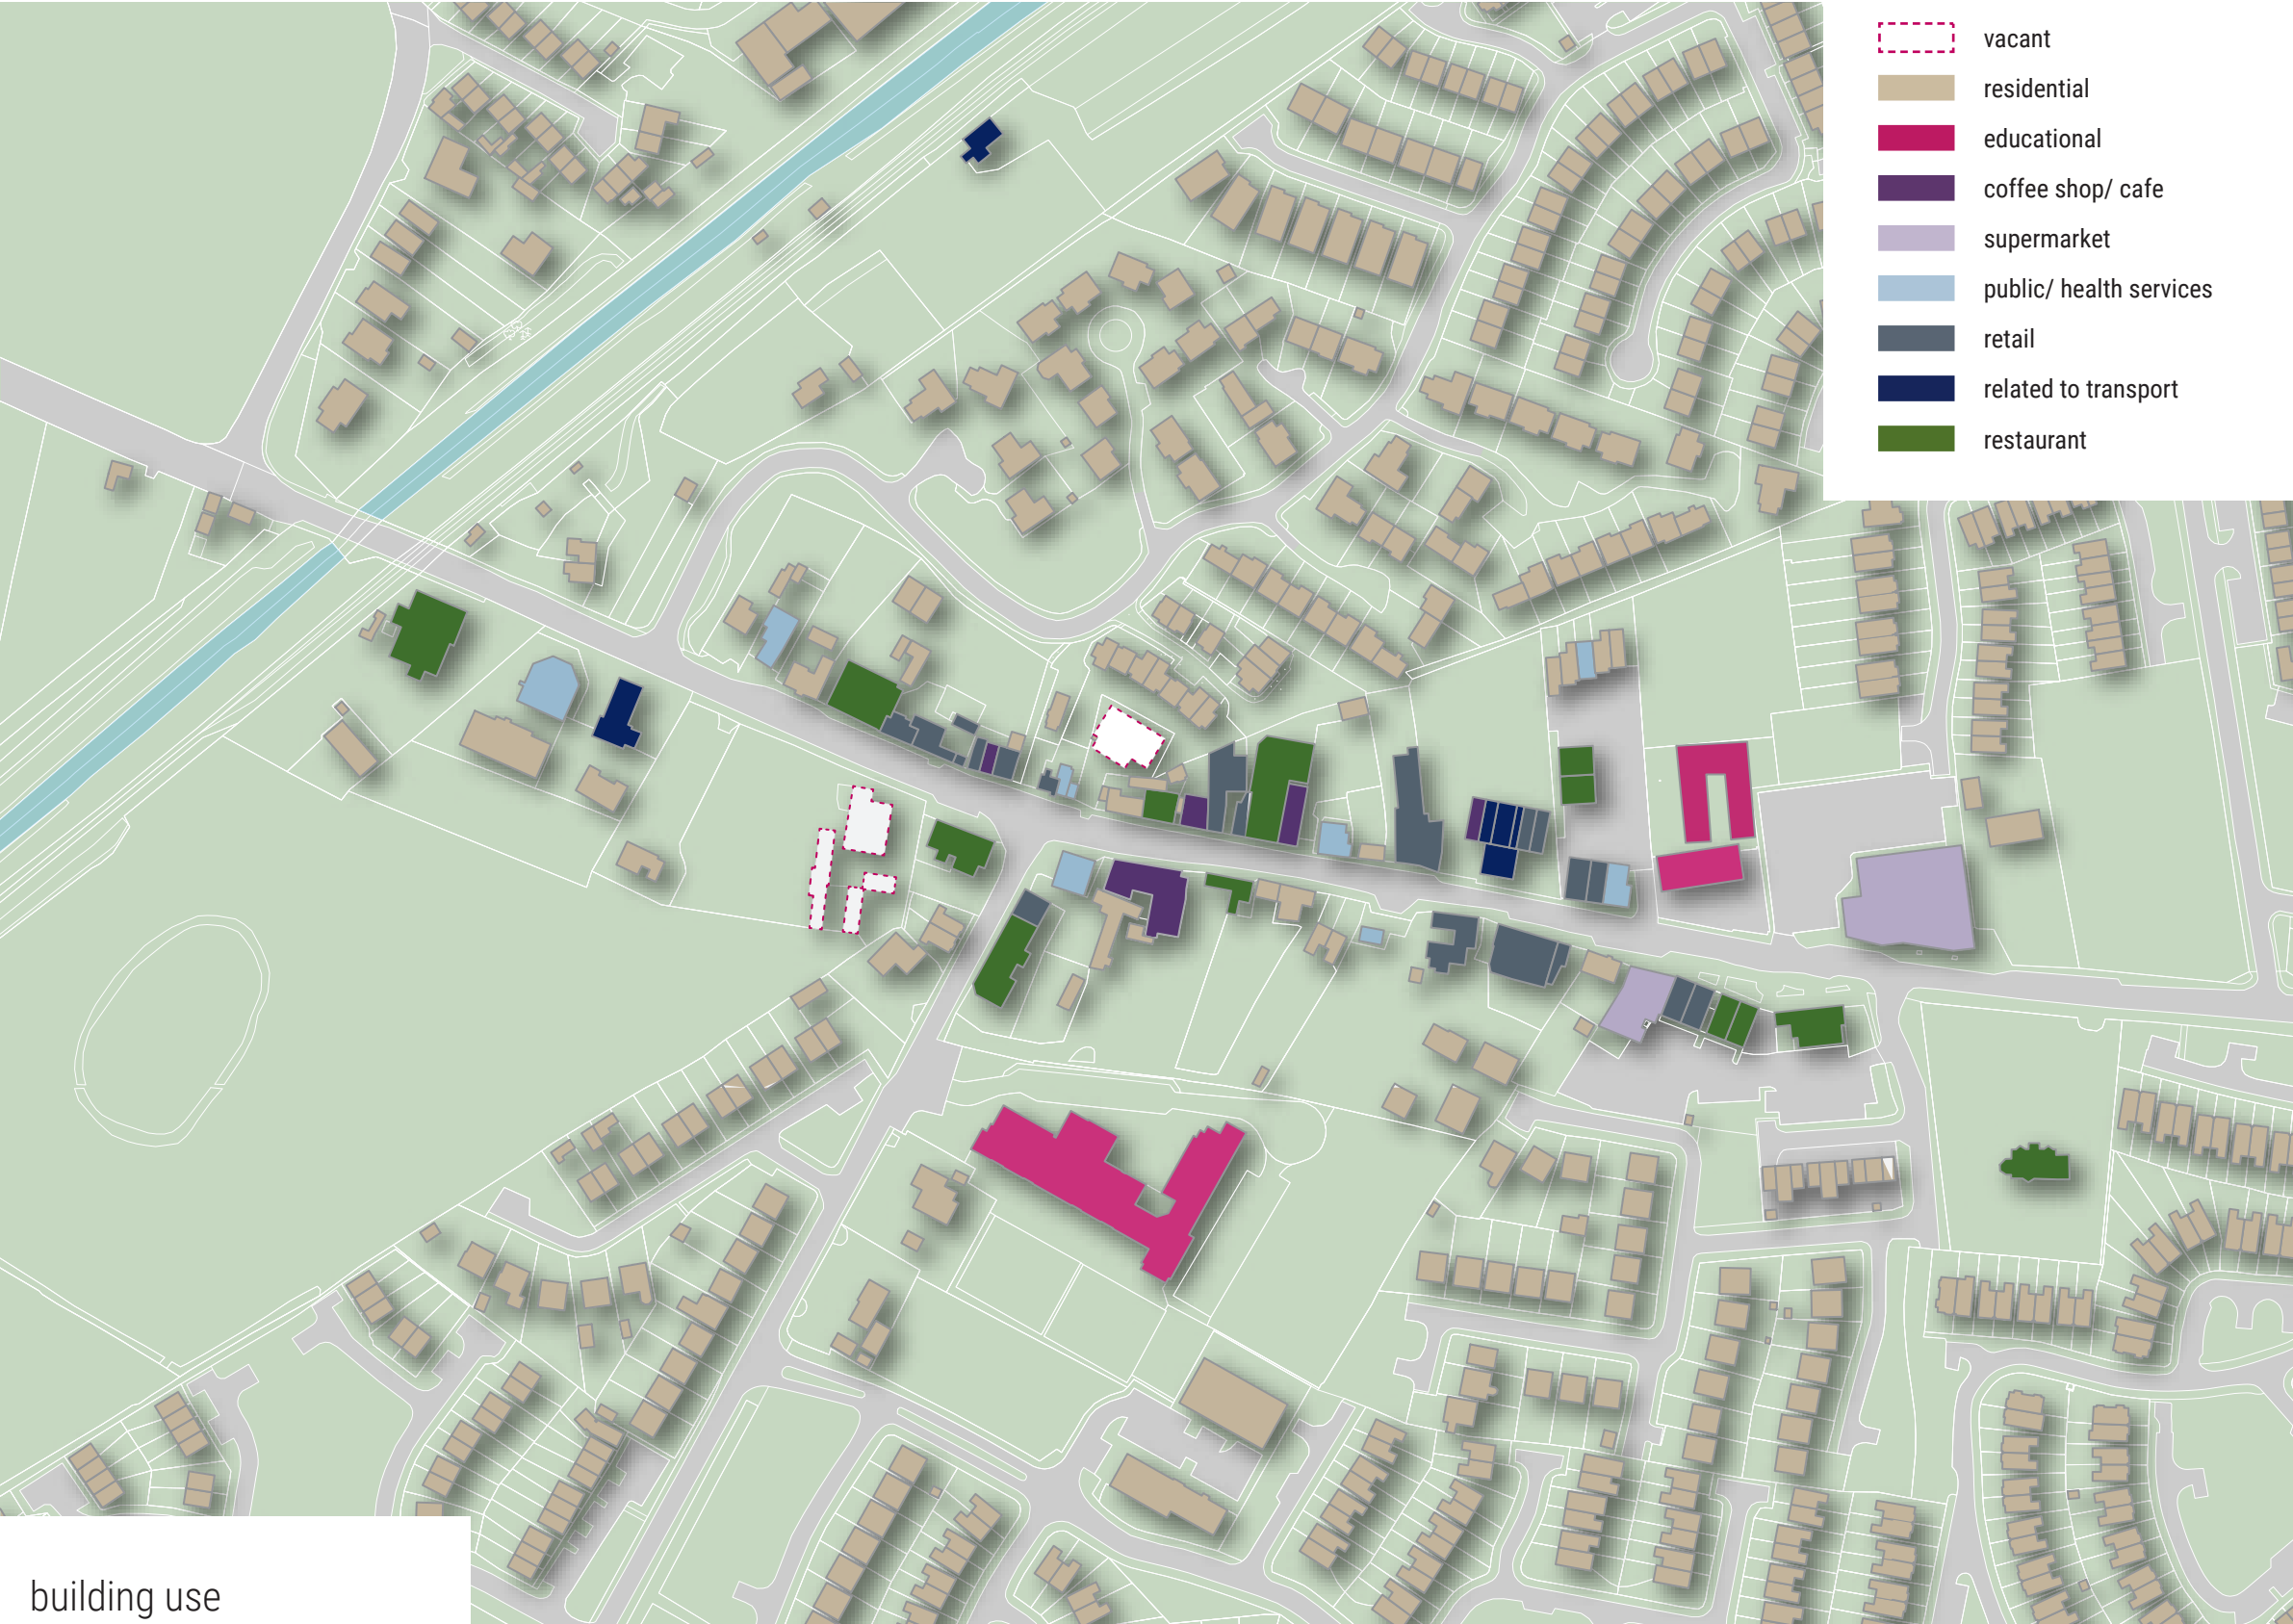 vacant
residential
educational
coffee shop/ cafe
supermarket
public/ health services
retail
related to transport
restaurant
building use